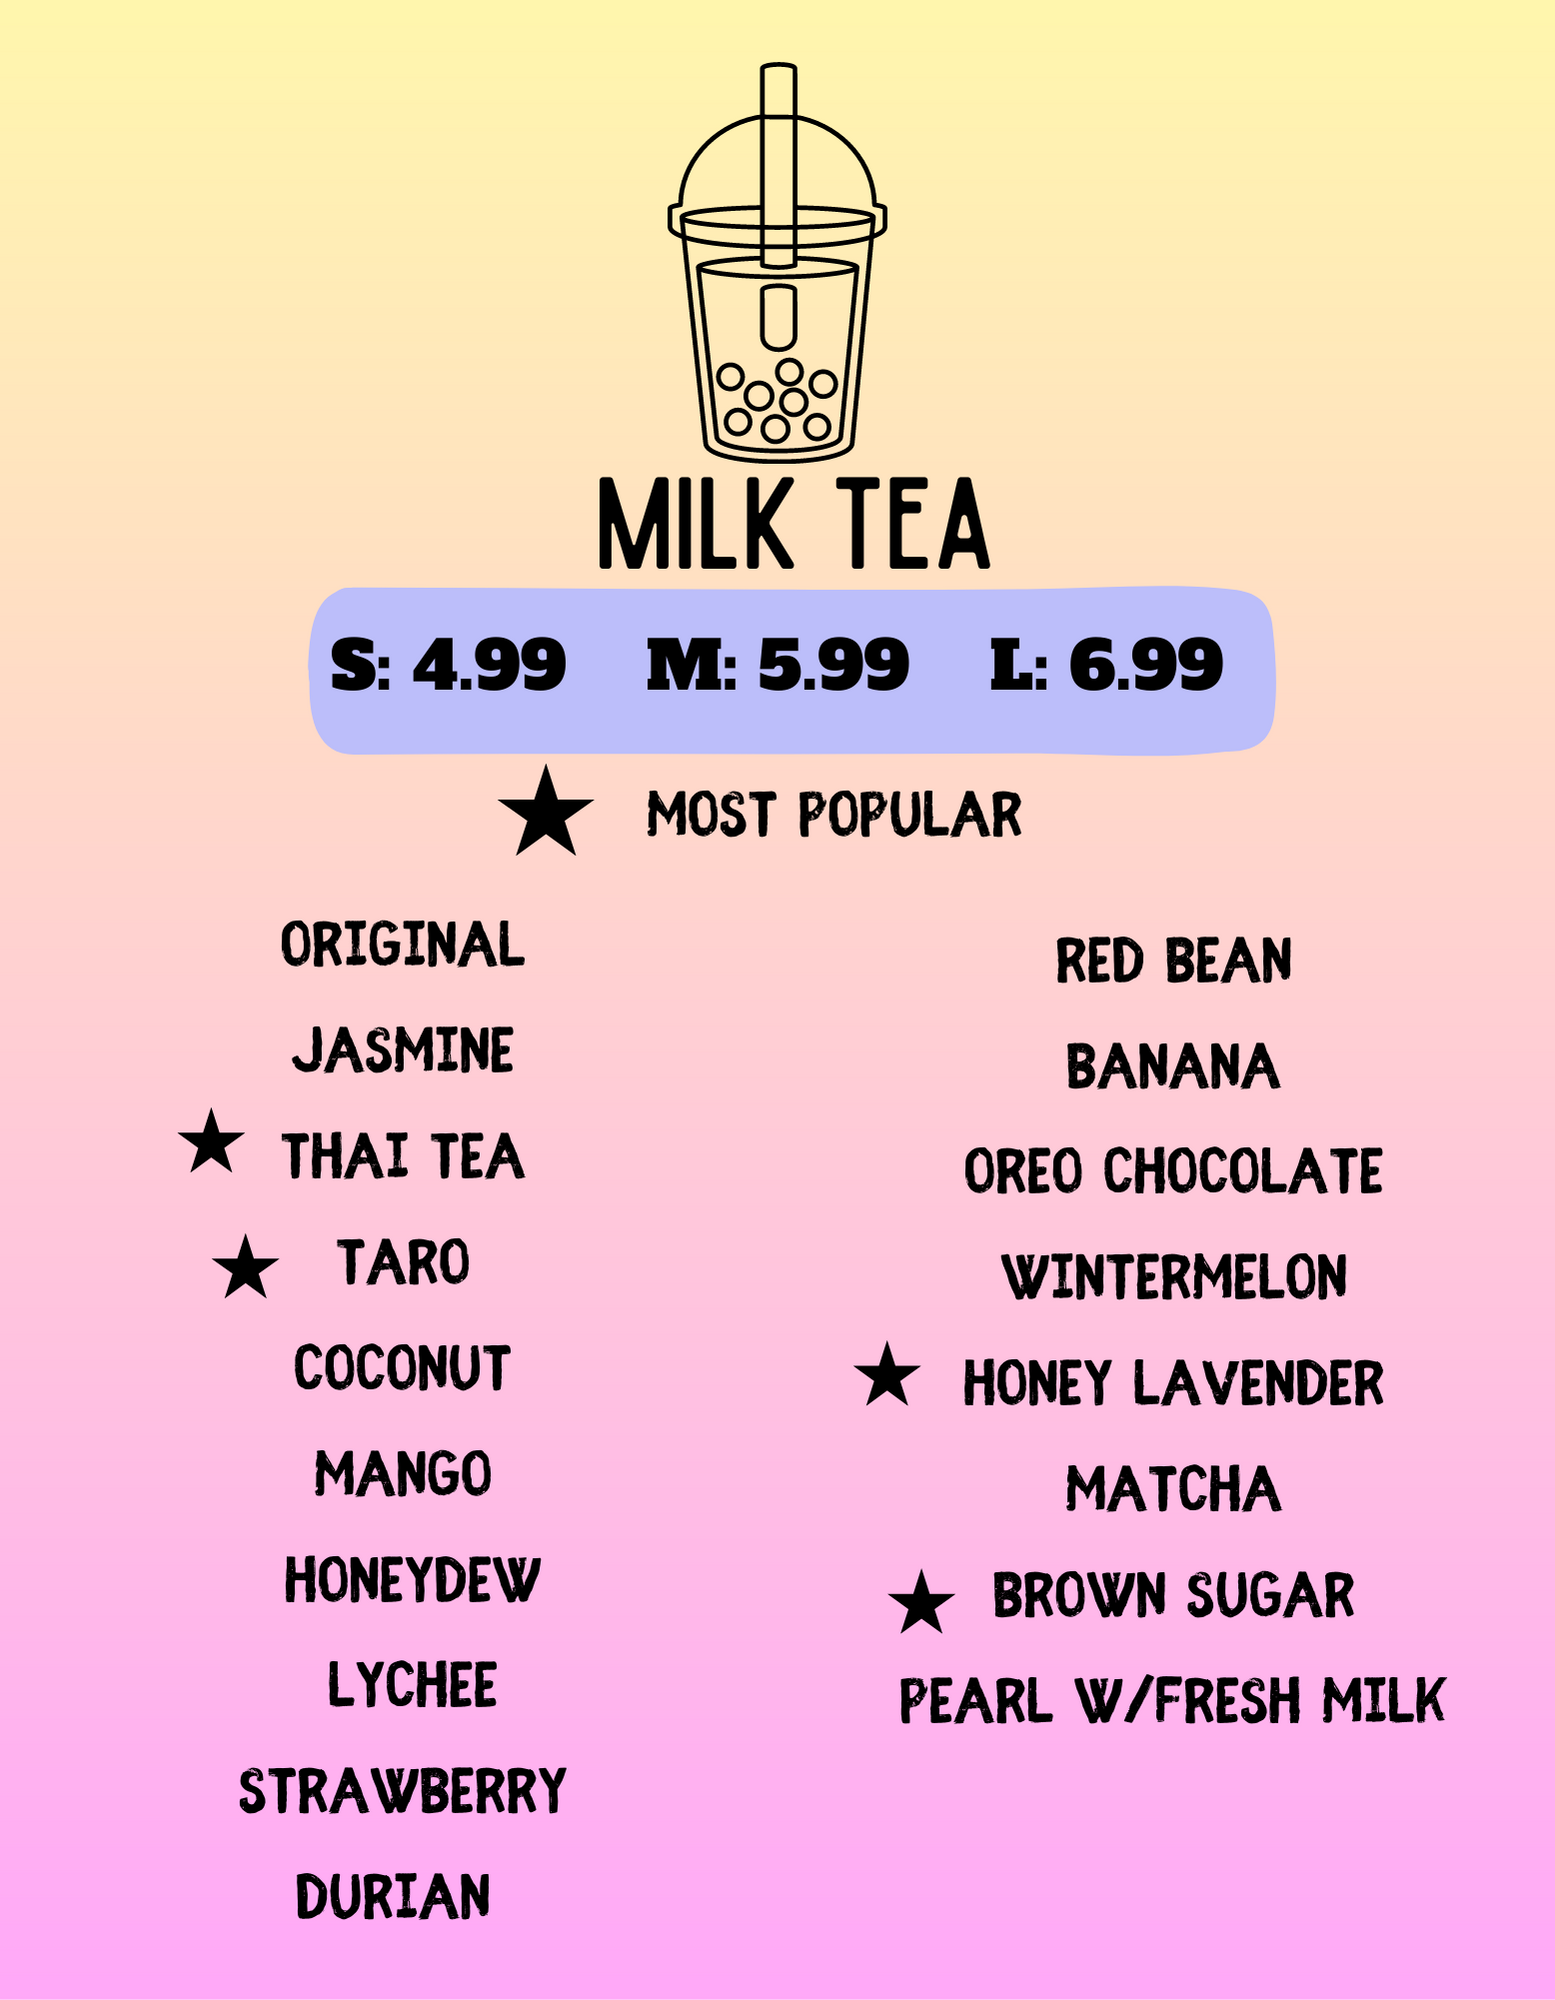 MILK TEA
S: 4.99 M: 5.99 L: 6.99
★ MOST POPULAR
ORIGINAL
JASMINE
★ THAI TEA
★ TARO
COCONUT
MANGO
HONEYDEW
LYCHEE
STRAWBERRY
DURIAN
RED BEAN
BANANA
OREO CHOCOLATE
WINTERMELON
★ HONEY LAVENDER
MATCHA
★ BROWN SUGAR
PEARL W/FRESH MILK